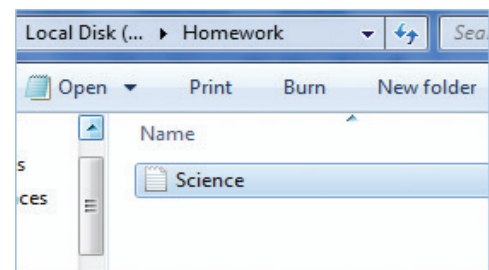 Local Disk (... ▸ Homework Sea
Open Print Burn New folder
Name
s
Science
ces